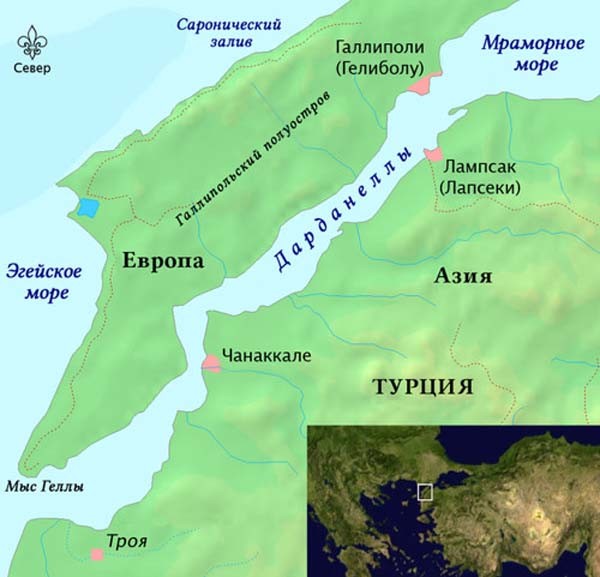 Саронический
залив
Север
Галлиполи
(Гелиболу)
Мраморное
море
Галлипольский полуостров
Дарданеллы
Лампсак
(Лапсеки)
Эгейское
море
Европа
Азия
Чанаккале
ТУРЦИЯ
Мыс Геллы
Троя